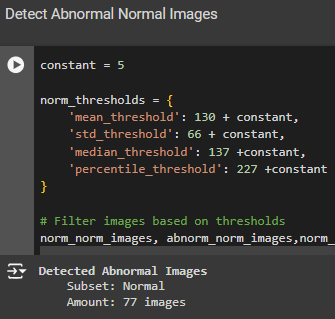 Detect Abnormal Normal Images
constant = 5
norm_thresholds = {
'mean_threshold': 130 + constant,
'std_threshold': 66 + constant,
'median_threshold': 137 +constant,
'percentile_threshold': 227 +constant
}
# Filter images based on thresholds
norm_norm_images, abnorm_norm_images,norm_
Detected Abnormal Images
Subset: Normal
Amount: 77 images